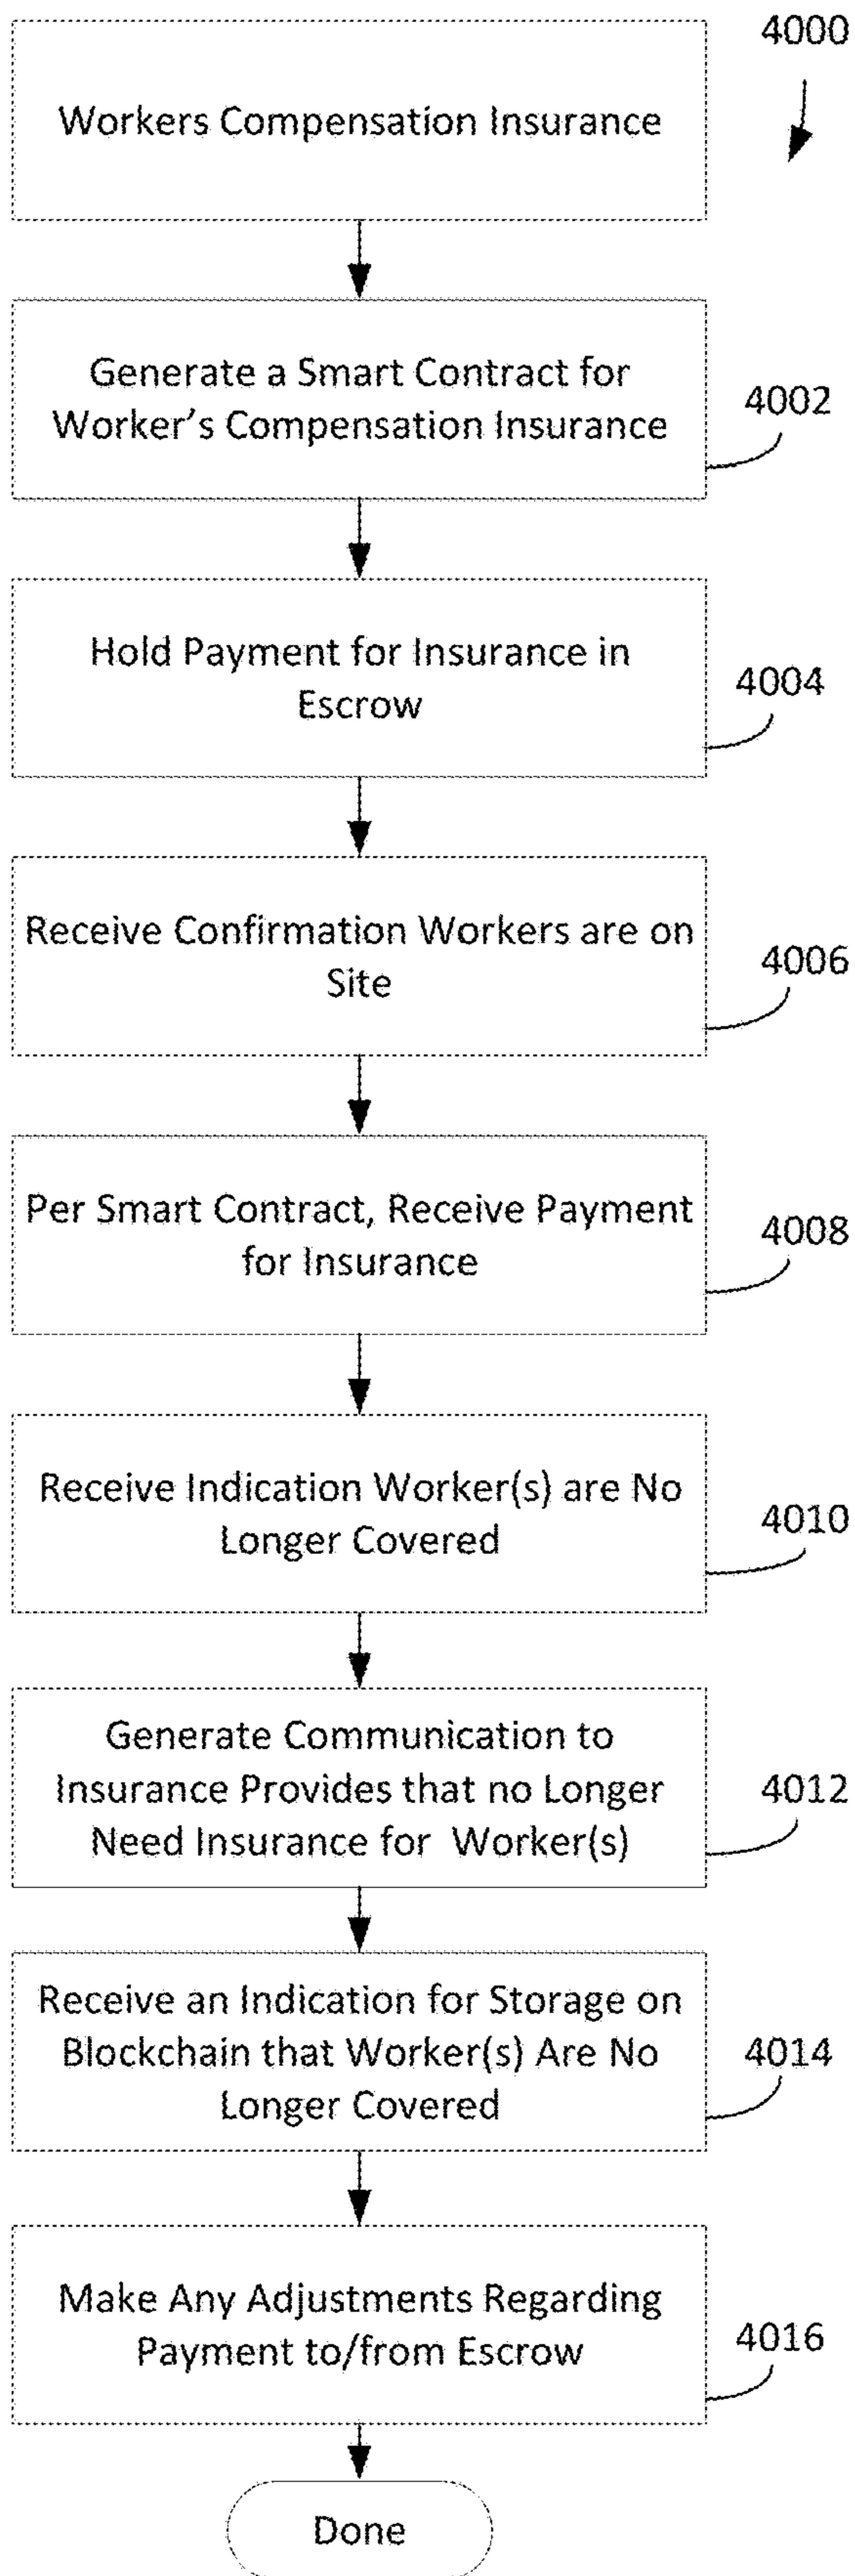 4000
Workers Compensation Insurance
Generate a Smart Contract for
Worker's Compensation Insurance
4002
Hold Payment for Insurance in
Escrow
4004
Receive Confirmation Workers are on
Site
4006
Per Smart Contract, Receive Payment
for Insurance
4008
Receive Indication Worker(s) are No
Longer Covered
4010
Generate Communication to
Insurance Provides that no Longer
Need Insurance for Worker(s)
4012
Receive an Indication for Storage on
Blockchain that Worker(s) Are No
Longer Covered
4014
Make Any Adjustments Regarding
Payment to/from Escrow
4016
Done